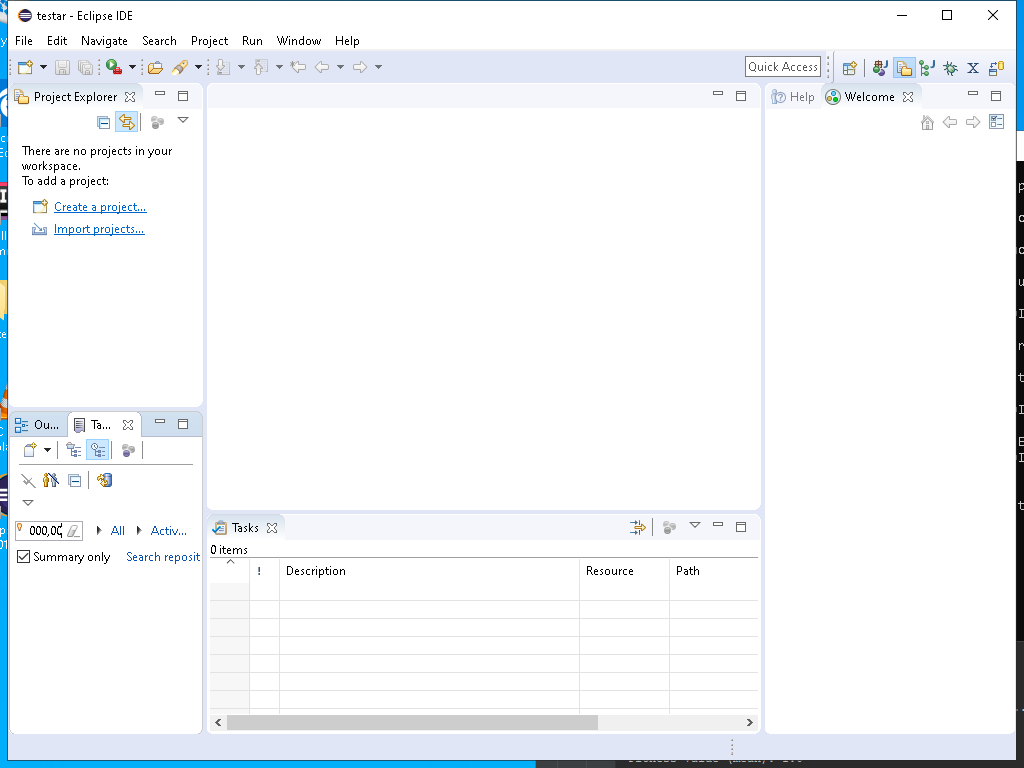 testar - Eclipse IDE
File Edit Navigate Search Project Run Window Help
Quick Access
Project Explorer
Help
Welcome
There are no projects in your
workspace.
To add a project:
Create a project...
Import projects...
Ou...
Ta...
000,00
All
Activ...
Summary only
Search reposit
Tasks
0 items
! Description Resource Path